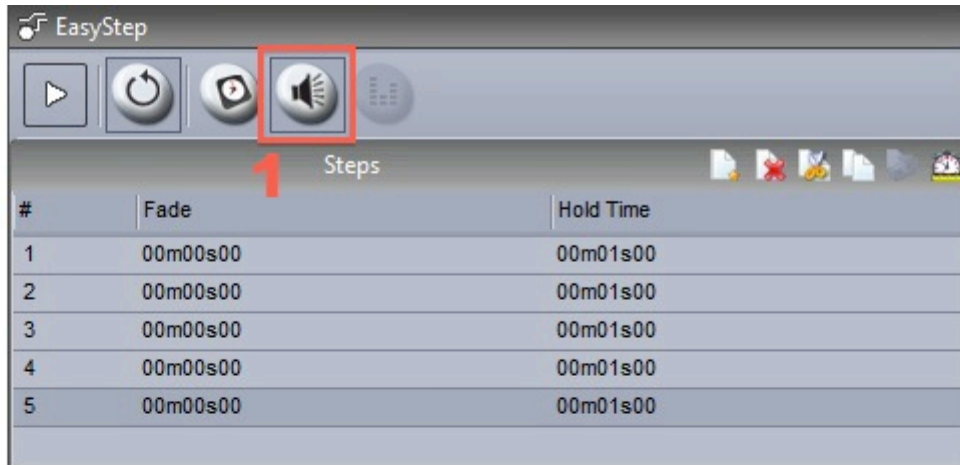 EasyStep
1
Steps
# Fade Hold Time
1 00m00s00 00m01s00
2 00m00s00 00m01s00
3 00m00s00 00m01s00
4 00m00s00 00m01s00
5 00m00s00 00m01s00